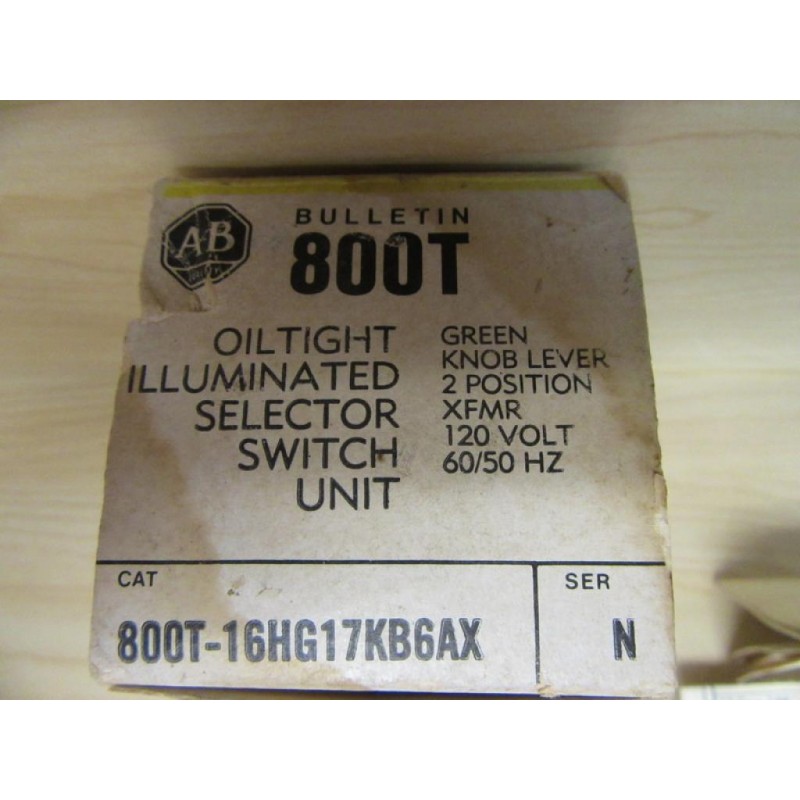 AB
BULLETIN
800T
OILTIGHT
ILLUMINATED
SELECTOR
SWITCH
UNIT
GREEN
KNOB LEVER
2 POSITION
XFMR
120 VOLT
60/50 HZ
CAT
800T-16HG17KB6AX
SER
N